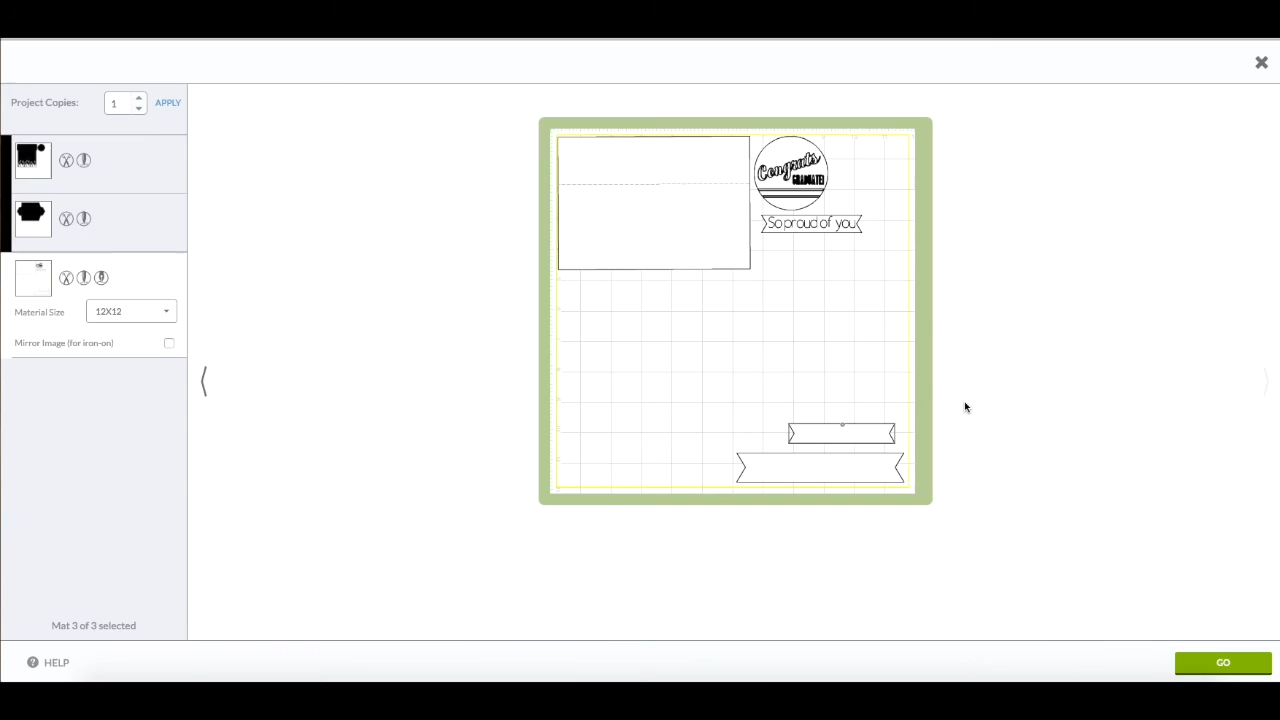 Project Copies: 1 APPLY
Congrats
GRADUATE!
So proud of you
Material Size 12X12
Mirror Image (for iron-on)
Mat 3 of 3 selected
HELP
GO